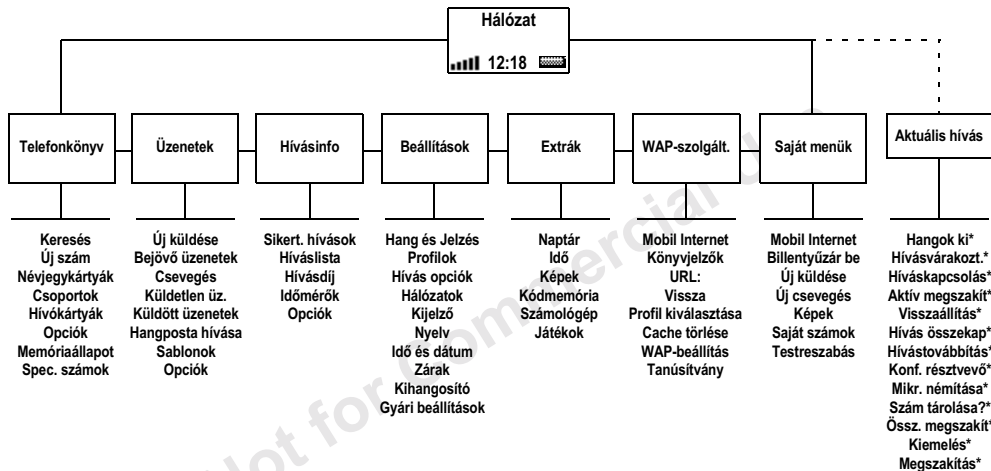 Hálózat
12:18
Telefonkönyv
Üzenetek
Hívásinfo
Beállítások
Extrák
WAP-szolgált.
Saját menük
Aktuális hívás
Keresés
Új szám
Névjegykártyák
Csoportok
Hívókártyák
Opciók
Memóriaállapot
Spec. számok
Új küldése
Bejövő üzenetek
Csevegés
Küldetlen üz.
Küldött üzenetek
Hangposta hívása
Sablonok
Opciók
Sikert. hívások
Híváslista
Hívásdíj
Időmérők
Opciók
Hang és Jelzés
Profilok
Hívás opciók
Hálózatok
Kijelző
Nyelv
Idő és dátum
Zárak
Kihangosító
Gyári beállítások
Naptár
Idő
Képek
Kódmemória
Számológép
Játékok
Mobil Internet
Könyvjelzők
URL:
Vissza
Profil kiválasztása
Cache törlése
WAP-beállítás
Tanúsítvány
Mobil Internet
Billentyűzár be
Új küldése
Új csevegés
Képek
Saját számok
Testreszabás
Hangok ki*
Hívásvárakozt.*
Híváskapcsolás*
Aktív megszakít*
Visszaállítás*
Hívás összekap*
Hívástovábbítás*
Konf. résztvevő*
Mikr. némítása*
Szám tárolása?*
Össz. megszakít*
Kiemelés*
Megszakítás*
Not for Commercial